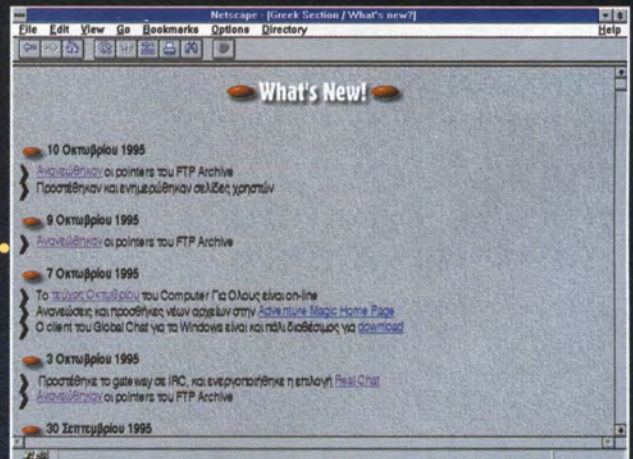 Netscape - [Greek Section / What's new?]
File Edit View Go Bookmarks Options Directory Help
What's New!
10 Οκτωβρίου 1995
Ανανεώθηκαν οι pointers του FTP Archive
Προστέθηκαν και ενημερώθηκαν σελίδες χρηστών
9 Οκτωβρίου 1995
Ανανεώθηκαν οι pointers του FTP Archive
7 Οκτωβρίου 1995
Το τεύχος Οκτωβρίου του Computer Για Ολους είναι on-line
Ανανεώσεις και προσθήκες νέων αρχείων στην Adventure Magic Home Page
Ο client του Global Chat για τα Windows είναι και πάλι διαθέσιμος για download
3 Οκτωβρίου 1995
Προστέθηκε το gateway σε IRC, και ενεργοποιήθηκε η επιλογή Real Chat
Ανανεώθηκαν οι pointers του FTP Archive
30 Σεπτεμβρίου 1995